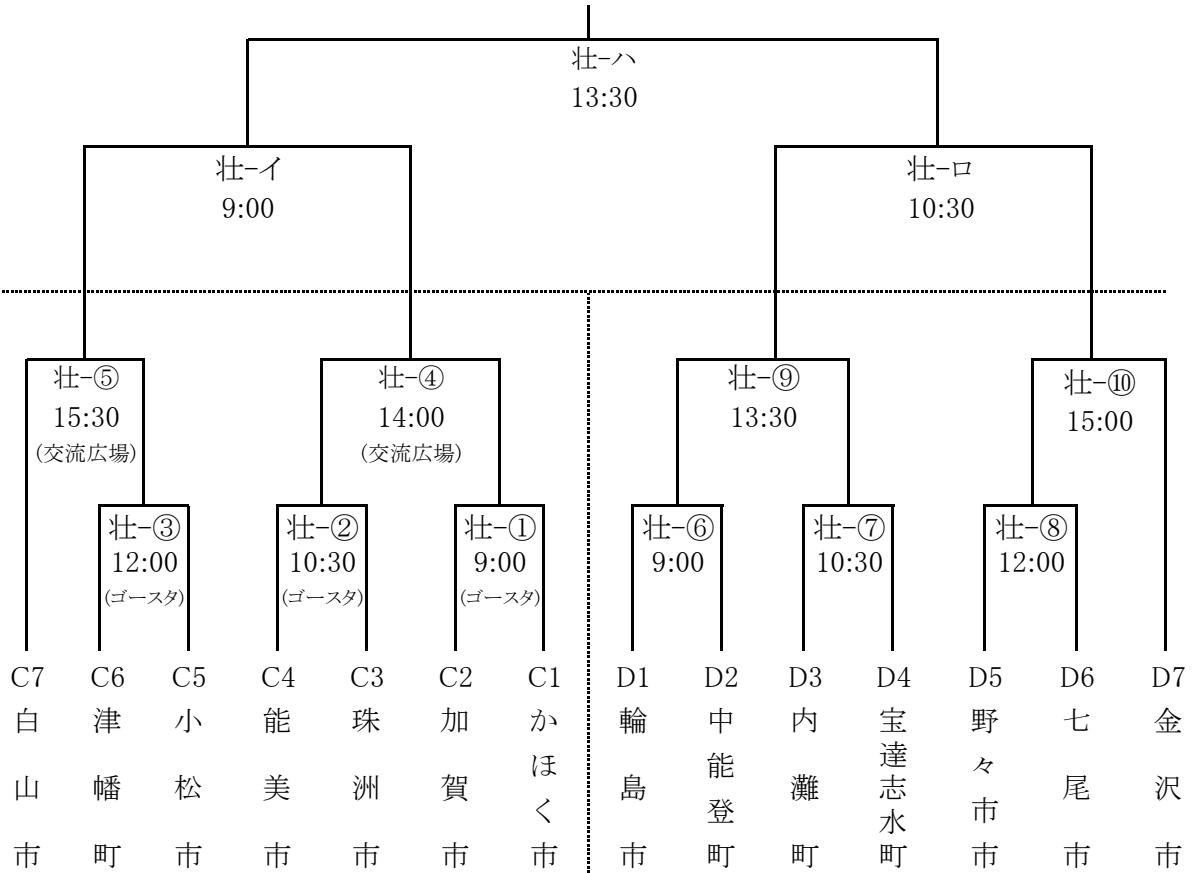 壮-ハ
13:30
壮-イ
9:00
壮-ロ
10:30
壮-⑤
15:30
(交流広場)
壮-④
14:00
(交流広場)
壮-⑨
13:30
壮-⑩
15:00
壮-③
12:00
(ゴースタ)
壮-②
10:30
(ゴースタ)
壮-①
9:00
(ゴースタ)
壮-⑥
9:00
壮-⑦
10:30
壮-⑧
12:00
C7
白山市
C6
津幡町
C5
小松市
C4
能美市
C3
珠洲市
C2
加賀市
C1
かほく市
D1
輪島市
D2
中能登町
D3
内灘町
D4
宝達志水町
D5
野々市市
D6
七尾市
D7
金沢市